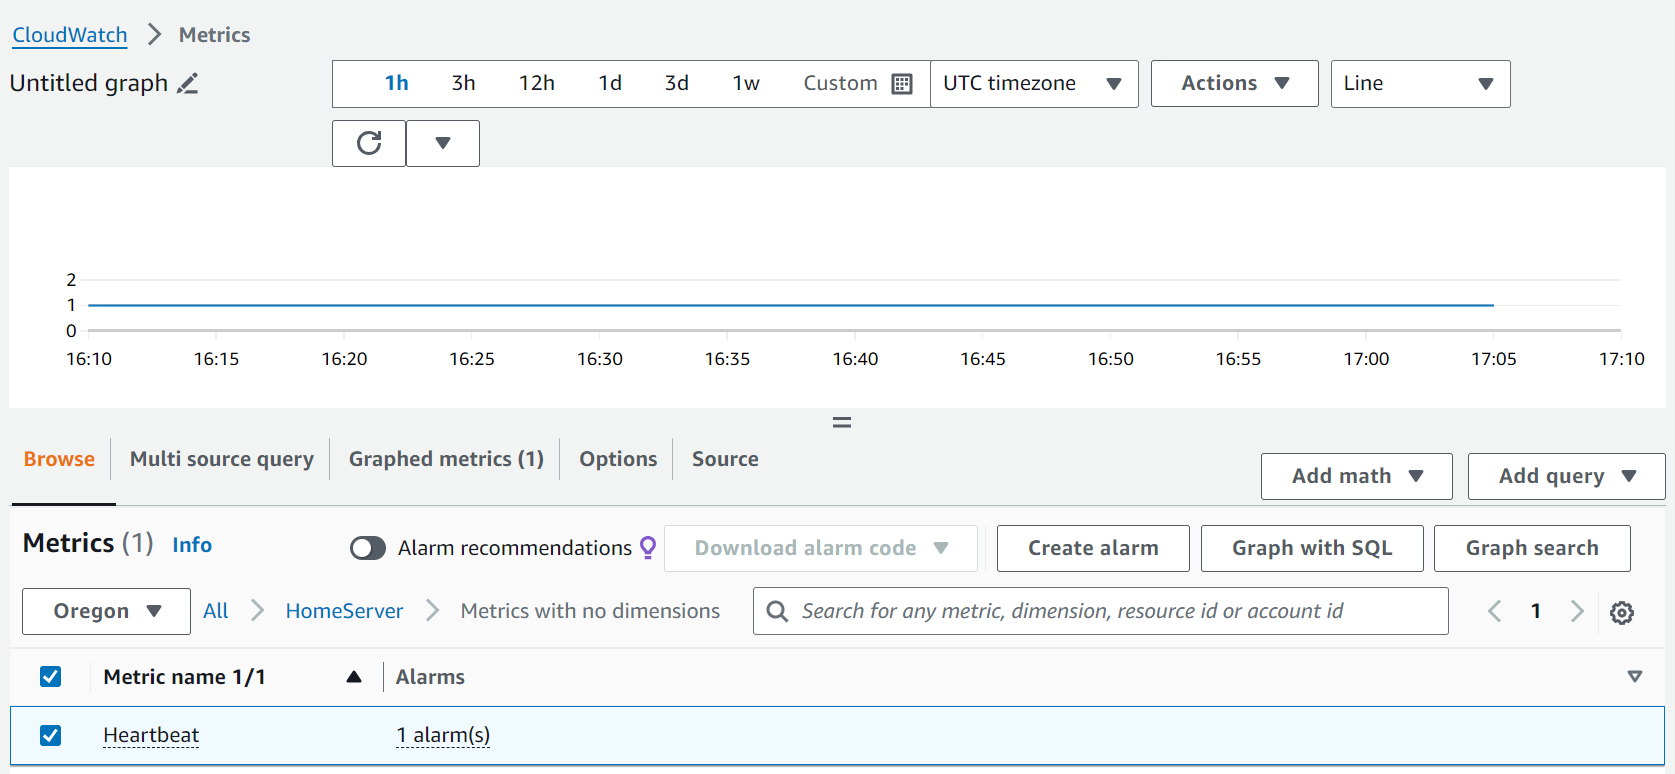 CloudWatch > Metrics
Untitled graph
1h 3h 12h 1d 3d 1w Custom UTC timezone Actions Line
2
1
0
16:10 16:15 16:20 16:25 16:30 16:35 16:40 16:45 16:50 16:55 17:00 17:05 17:10
Browse Multi source query Graphed metrics (1) Options Source
Add math Add query
Metrics (1) Info Alarm recommendations Download alarm code Create alarm Graph with SQL Graph search
Oregon All > HomeServer > Metrics with no dimensions Search for any metric, dimension, resource id or account id 1
Metric name 1/1 Alarms
Heartbeat 1 alarm(s)